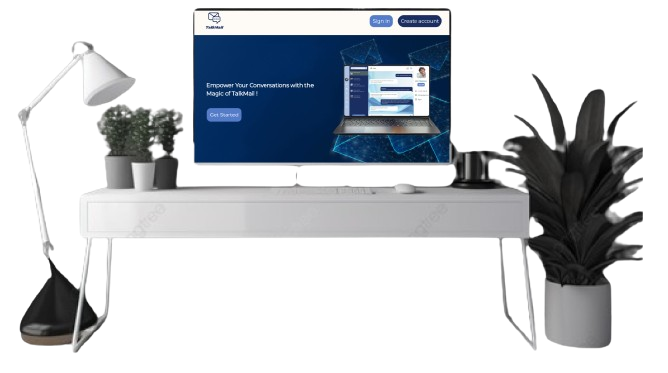 TalkMail
Sign in
Create account
Empower Your Conversations with the
Magic of TalkMail !
Get Started